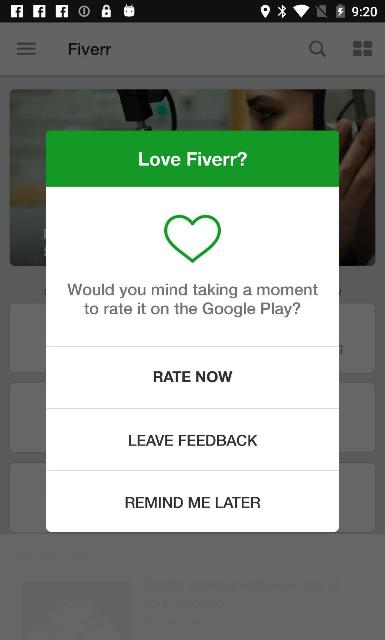 9:20
Fiverr
Love Fiverr?
Would you mind taking a moment
to rate it on the Google Play?
RATE NOW
LEAVE FEEDBACK
REMIND ME LATER